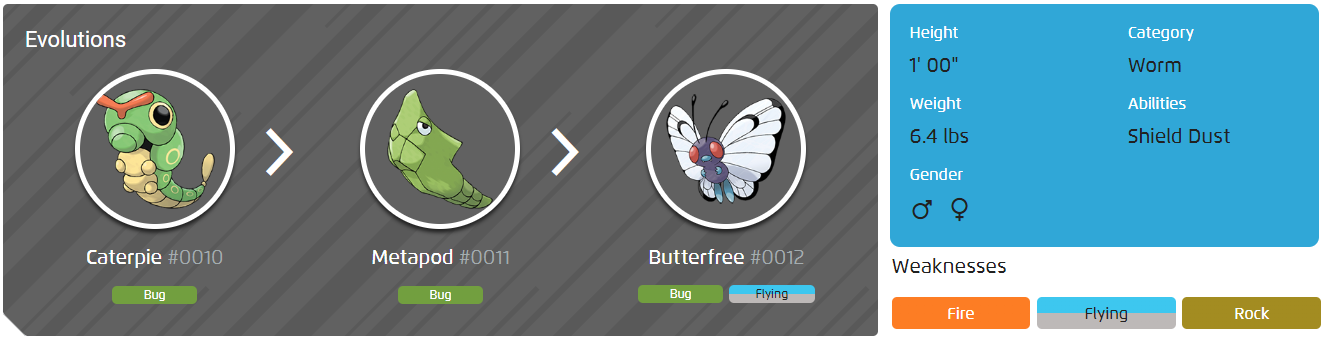 Evolutions
Caterpie #0010
Bug
Metapod #0011
Bug
Butterfree #0012
Bug Flying
Height
1' 00"
Weight
6.4 lbs
Gender
Category
Worm
Abilities
Shield Dust
Weaknesses
Fire Flying Rock